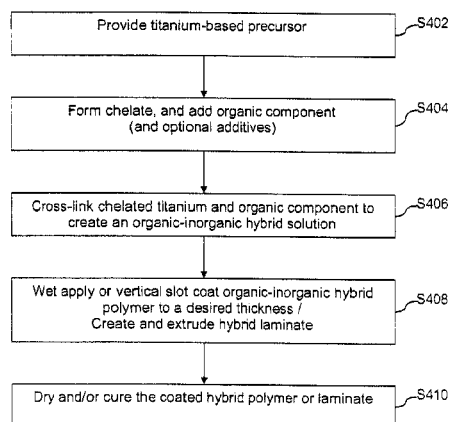 Provide titanium-based precursor
S402
Form chelate, and add organic component
(and optional additives)
S404
Cross-link chelated titanium and organic component to
create an organic-inorganic hybrid solution
S406
Wet apply or vertical slot coat organic-inorganic hybrid
polymer to a desired thickness /
Create and extrude hybrid laminate
S408
Dry and/or cure the coated hybrid polymer or laminate
S410